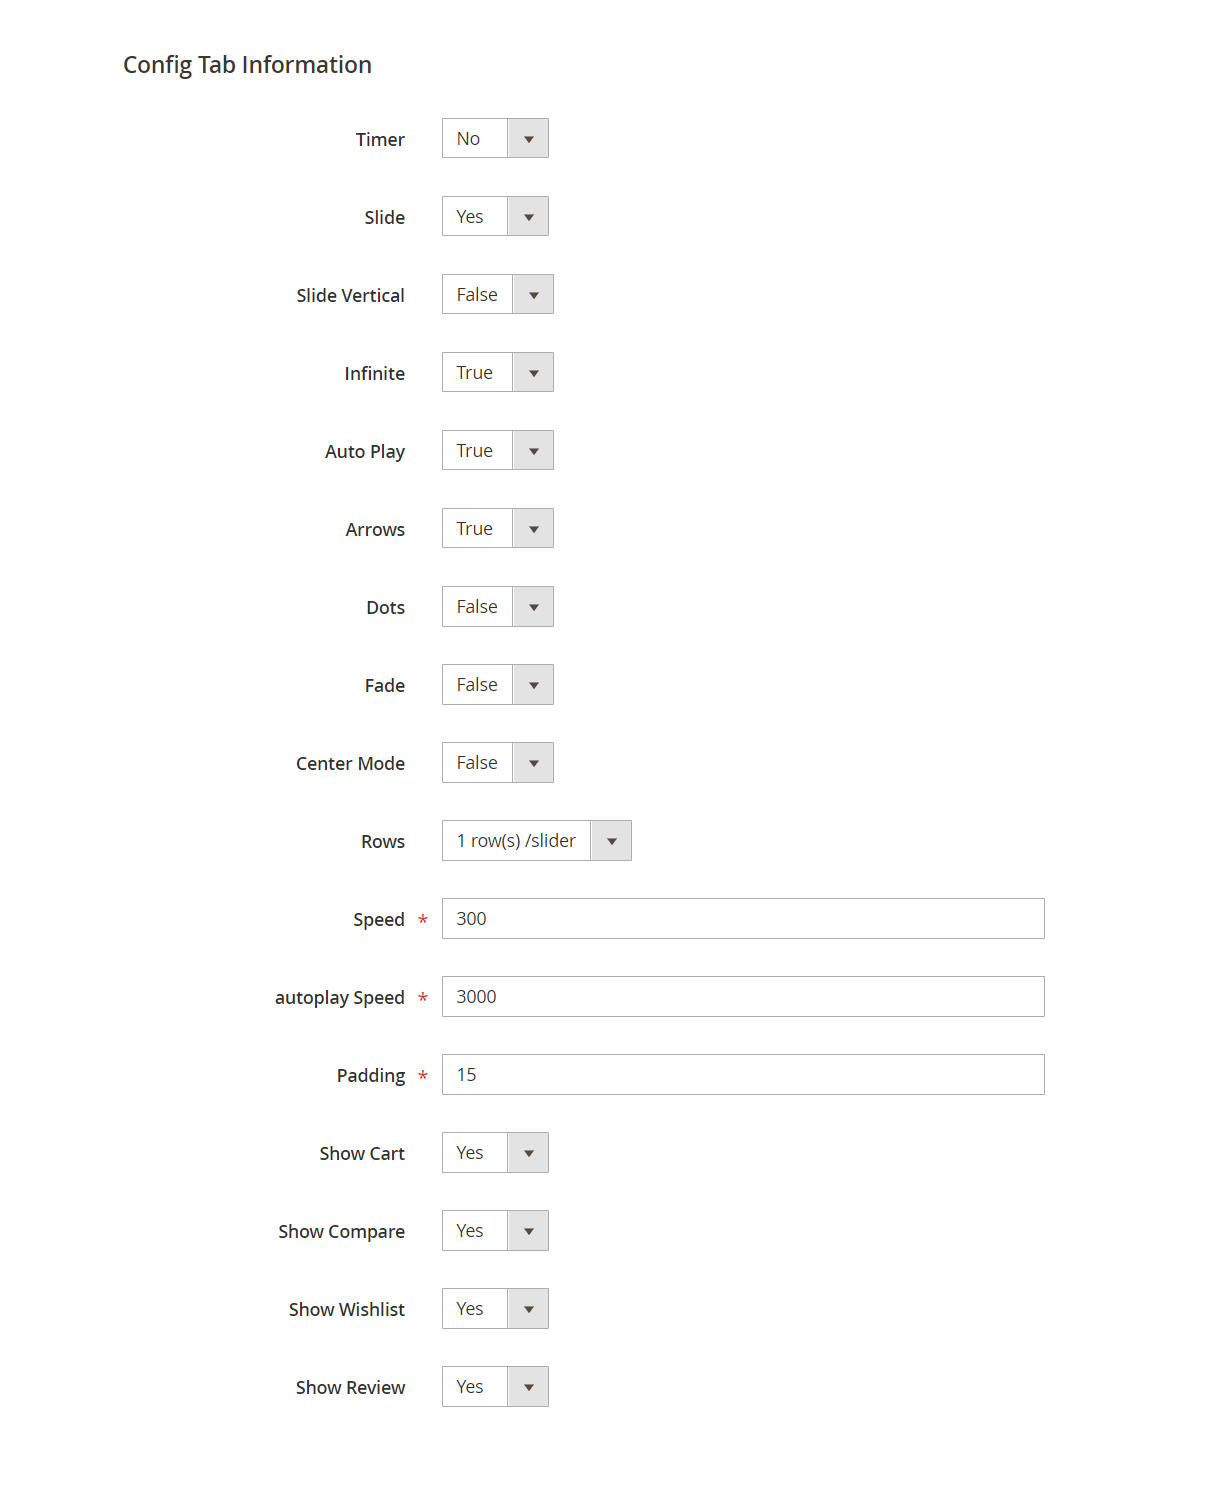 Config Tab Information
Timer No
Slide Yes
Slide Vertical False
Infinite True
Auto Play True
Arrows True
Dots False
Fade False
Center Mode False
Rows 1 row(s) /slider
Speed * 300
autoplay Speed * 3000
Padding * 15
Show Cart Yes
Show Compare Yes
Show Wishlist Yes
Show Review Yes